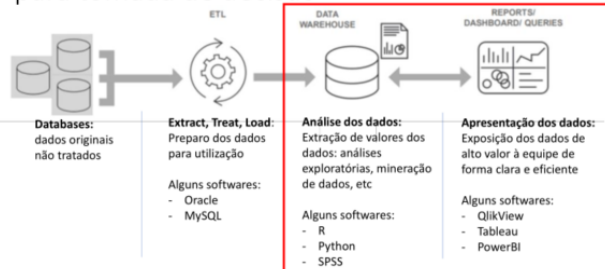 ETL
DATA
WAREHOUSE
REPORTS/
DASHBOARD/ QUERIES
Databases:
dados originais
não tratados
Extract, Treat, Load:
Preparo dos dados
para utilização
Alguns softwares:
- Oracle
- MySQL
Análise dos dados:
Extração de valores dos
dados: análises
exploratórias, mineração
de dados, etc
Alguns softwares:
- R
- Python
- SPSS
Apresentação dos dados:
Exposição dos dados de
alto valor à equipe de
forma clara e eficiente
Alguns softwares:
- QlikView
- Tableau
- PowerBI